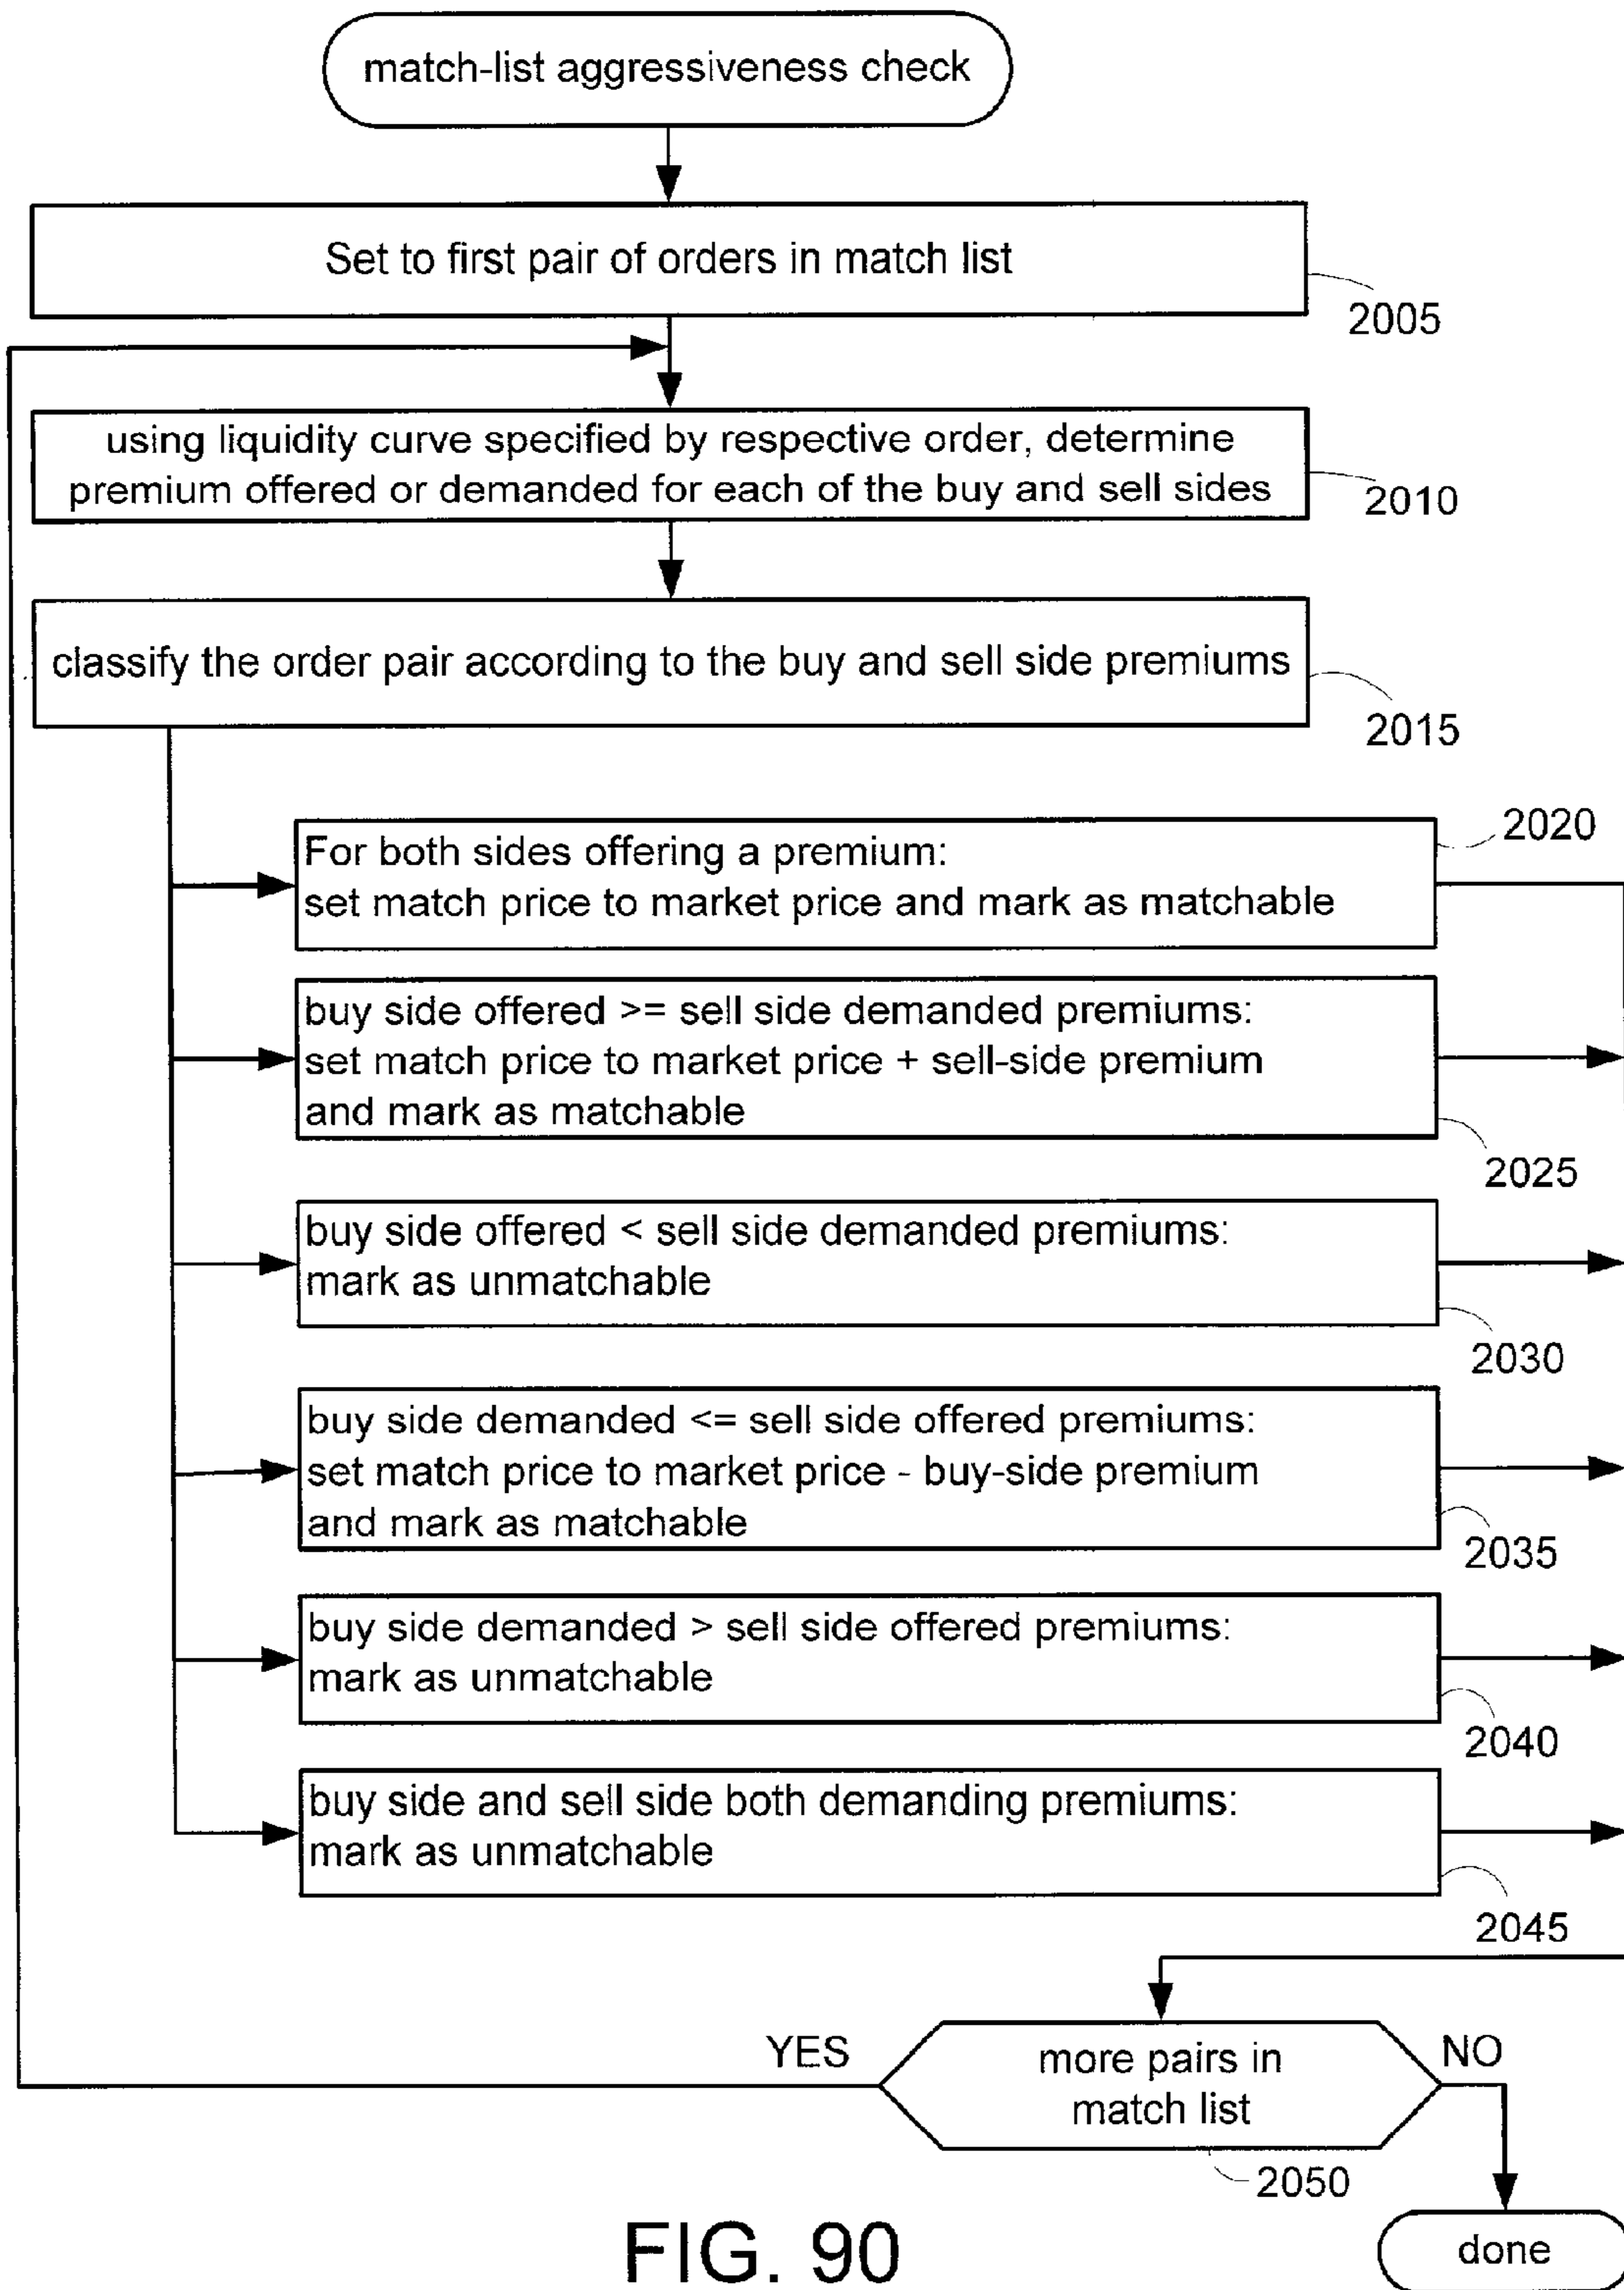 match-list aggressiveness check
Set to first pair of orders in match list
2005
using liquidity curve specified by respective order, determine
premium offered or demanded for each of the buy and sell sides
2010
classify the order pair according to the buy and sell side premiums
2015
For both sides offering a premium:
set match price to market price and mark as matchable
2020
buy side offered >= sell side demanded premiums:
set match price to market price + sell-side premium
and mark as matchable
2025
buy side offered < sell side demanded premiums:
mark as unmatchable
2030
buy side demanded <= sell side offered premiums:
set match price to market price - buy-side premium
and mark as matchable
2035
buy side demanded > sell side offered premiums:
mark as unmatchable
2040
buy side and sell side both demanding premiums:
mark as unmatchable
2045
YES
more pairs in
match list
NO
2050
done
FIG. 90